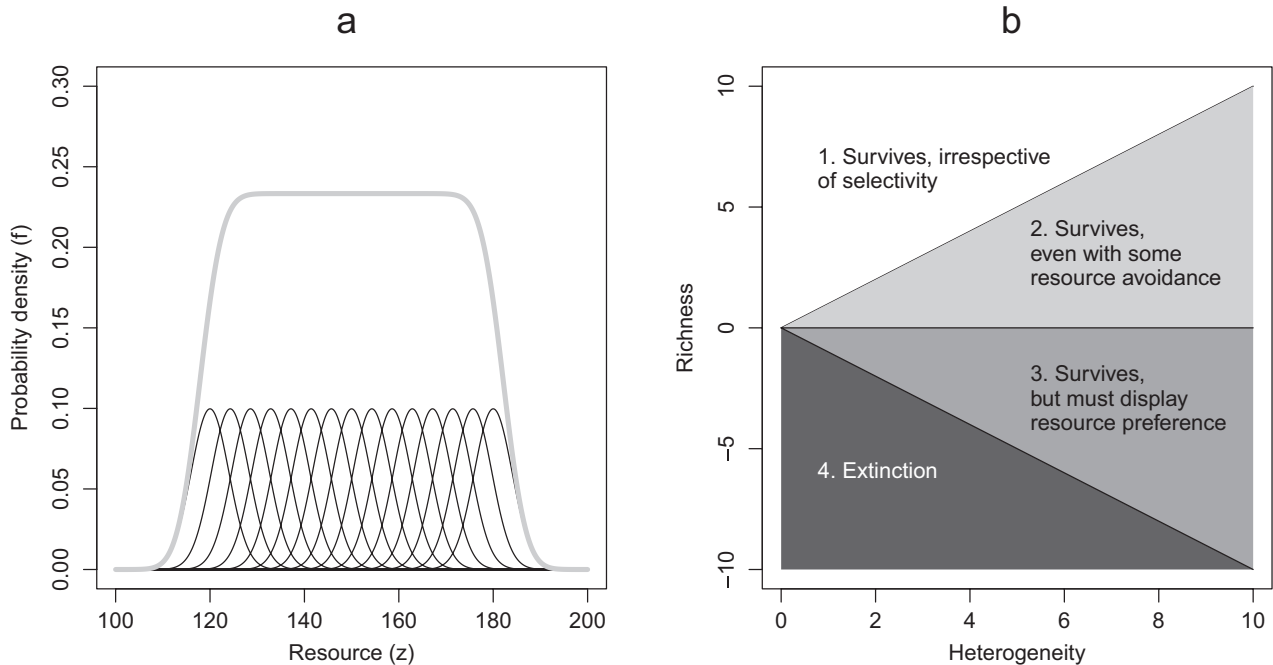 a
Probability density (f)
0.30
0.25
0.20
0.15
0.10
0.05
0.00
100 120 140 160 180 200
Resource (z)
b
Richness
10
5
0
−5
−10
1. Survives, irrespective
of selectivity
2. Survives,
even with some
resource avoidance
3. Survives,
but must display
resource preference
4. Extinction
0 2 4 6 8 10
Heterogeneity